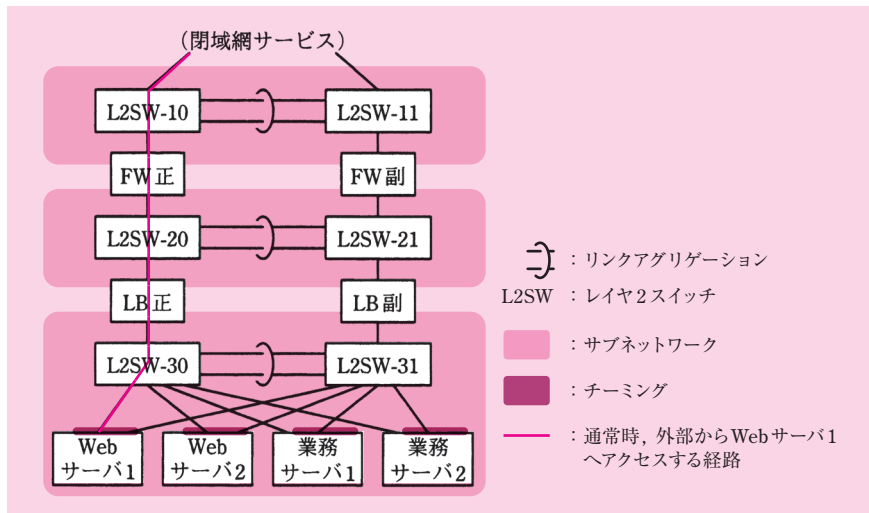 (閉域網サービス)
L2SW-10
L2SW-11
FW正
FW副
L2SW-20
L2SW-21
LB正
LB副
L2SW-30
L2SW-31
Web
サーバ1
Web
サーバ2
業務
サーバ1
業務
サーバ2
：リンクアグリゲーション
L2SW ：レイヤ2スイッチ
：サブネットワーク
：チーミング
：通常時，外部からWebサーバ1
へアクセスする経路